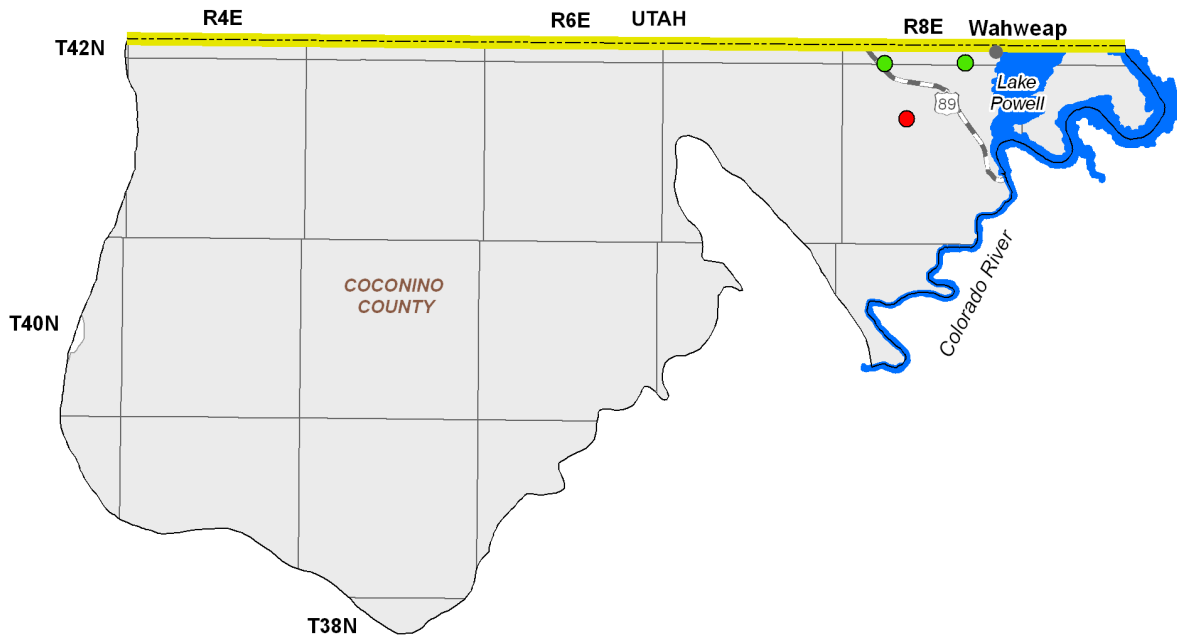 R4E
R6E
UTAH
R8E
Wahweap
T42N
Lake
Powell
89
COCONINO
COUNTY
Colorado River
T40N
T38N